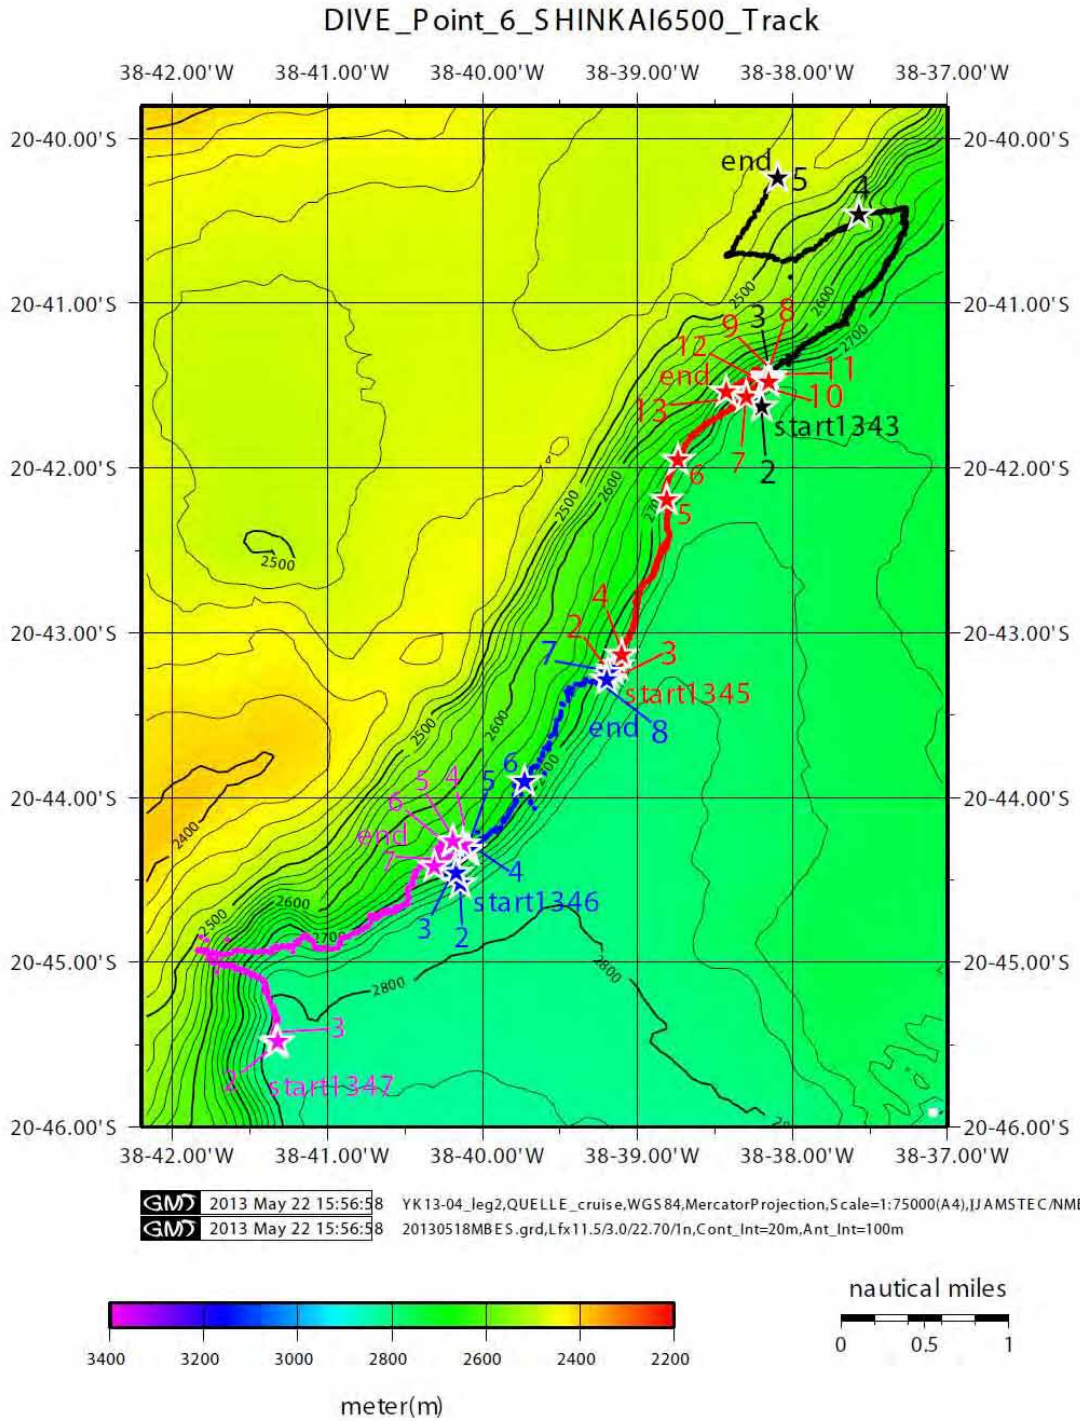 DIVE_Point_6_SHINKAI6500_Track
38-42.00'W 38-41.00'W 38-40.00'W 38-39.00'W 38-38.00'W 38-37.00'W
20-40.00'S 20-40.00'S
end 5
4
20-41.00'S 20-41.00'S
2500
2600
2700
9 3 8
12
end
11
10
13
start1343
7
2
20-42.00'S 20-42.00'S
6
2500
2600
5
2500
4
20-43.00'S 20-43.00'S
2
7 3
start1345
end 8
2500
2600
6
2700
20-44.00'S 20-44.00'S
5 4 5
6
2400
end
7
4
2600
start1346
2500
3 2
2700
20-45.00'S 20-45.00'S
2800
2800
3
2
start1347
20-46.00'S 20-46.00'S
38-42.00'W 38-41.00'W 38-40.00'W 38-39.00'W 38-38.00'W 38-37.00'W
GMT 2013 May 22 15:56:58 YK13-04_leg2,QUELLE_cruise,WGS84,MercatorProjection,Scale=1:75000(A4),JJAMSTEC/NME
GMT 2013 May 22 15:56:58 20130518MBES.grd,Lfx11.5/3.0/22.70/1n,Cont_Int=20m,Ant_Int=100m
nautical miles
0 0.5 1
3400 3200 3000 2800 2600 2400 2200
meter(m)